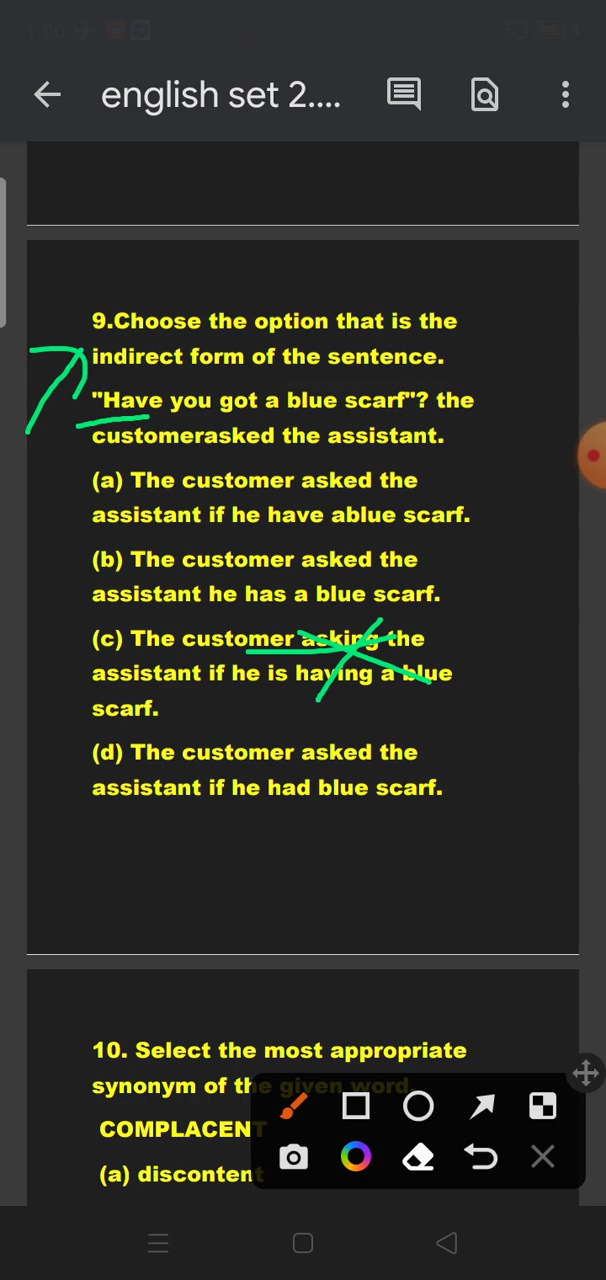 english set 2....
9.Choose the option that is the
indirect form of the sentence.
"Have you got a blue scarf"? the
customerasked the assistant.
(a) The customer asked the
assistant if he have ablue scarf.
(b) The customer asked the
assistant he has a blue scarf.
(c) The customer asking the
assistant if he is having a blue
scarf.
(d) The customer asked the
assistant if he had blue scarf.
10. Select the most appropriate
synonym of the given word.
COMPLACENT
(a) discontent